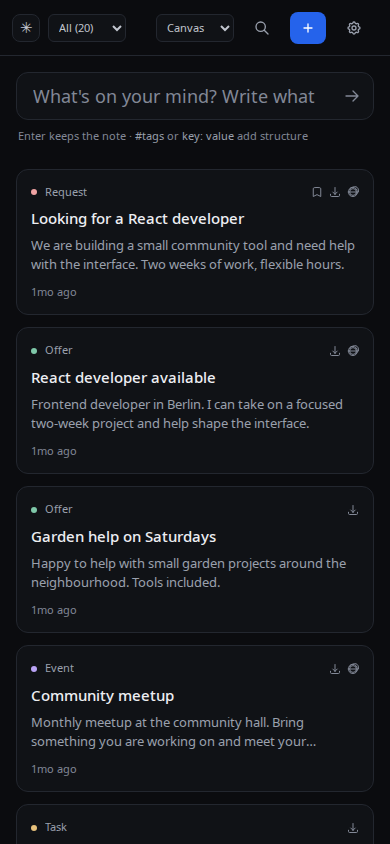 All (20)
Canvas
What's on your mind? Write what
Enter keeps the note · #tags or key: value add structure
Request
Looking for a React developer
We are building a small community tool and need help
with the interface. Two weeks of work, flexible hours.
1mo ago
Offer
React developer available
Frontend developer in Berlin. I can take on a focused
two-week project and help shape the interface.
1mo ago
Offer
Garden help on Saturdays
Happy to help with small garden projects around the
neighbourhood. Tools included.
1mo ago
Event
Community meetup
Monthly meetup at the community hall. Bring
something you are working on and meet your...
1mo ago
Task